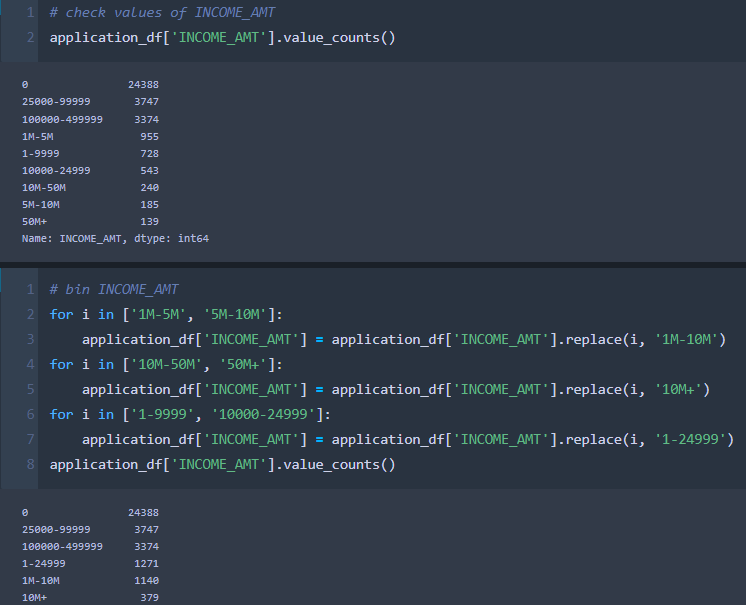 1 # check values of INCOME_AMT
2 application_df['INCOME_AMT'].value_counts()
0 24388
25000-99999 3747
100000-499999 3374
1M-5M 955
1-9999 728
10000-24999 543
10M-50M 240
5M-10M 185
50M+ 139
Name: INCOME_AMT, dtype: int64
1 # bin INCOME_AMT
2 for i in ['1M-5M', '5M-10M']:
3 application_df['INCOME_AMT'] = application_df['INCOME_AMT'].replace(i, '1M-10M')
4 for i in ['10M-50M', '50M+']:
5 application_df['INCOME_AMT'] = application_df['INCOME_AMT'].replace(i, '10M+')
6 for i in ['1-9999', '10000-24999']:
7 application_df['INCOME_AMT'] = application_df['INCOME_AMT'].replace(i, '1-24999')
8 application_df['INCOME_AMT'].value_counts()
0 24388
25000-99999 3747
100000-499999 3374
1-24999 1271
1M-10M 1140
10M+ 379